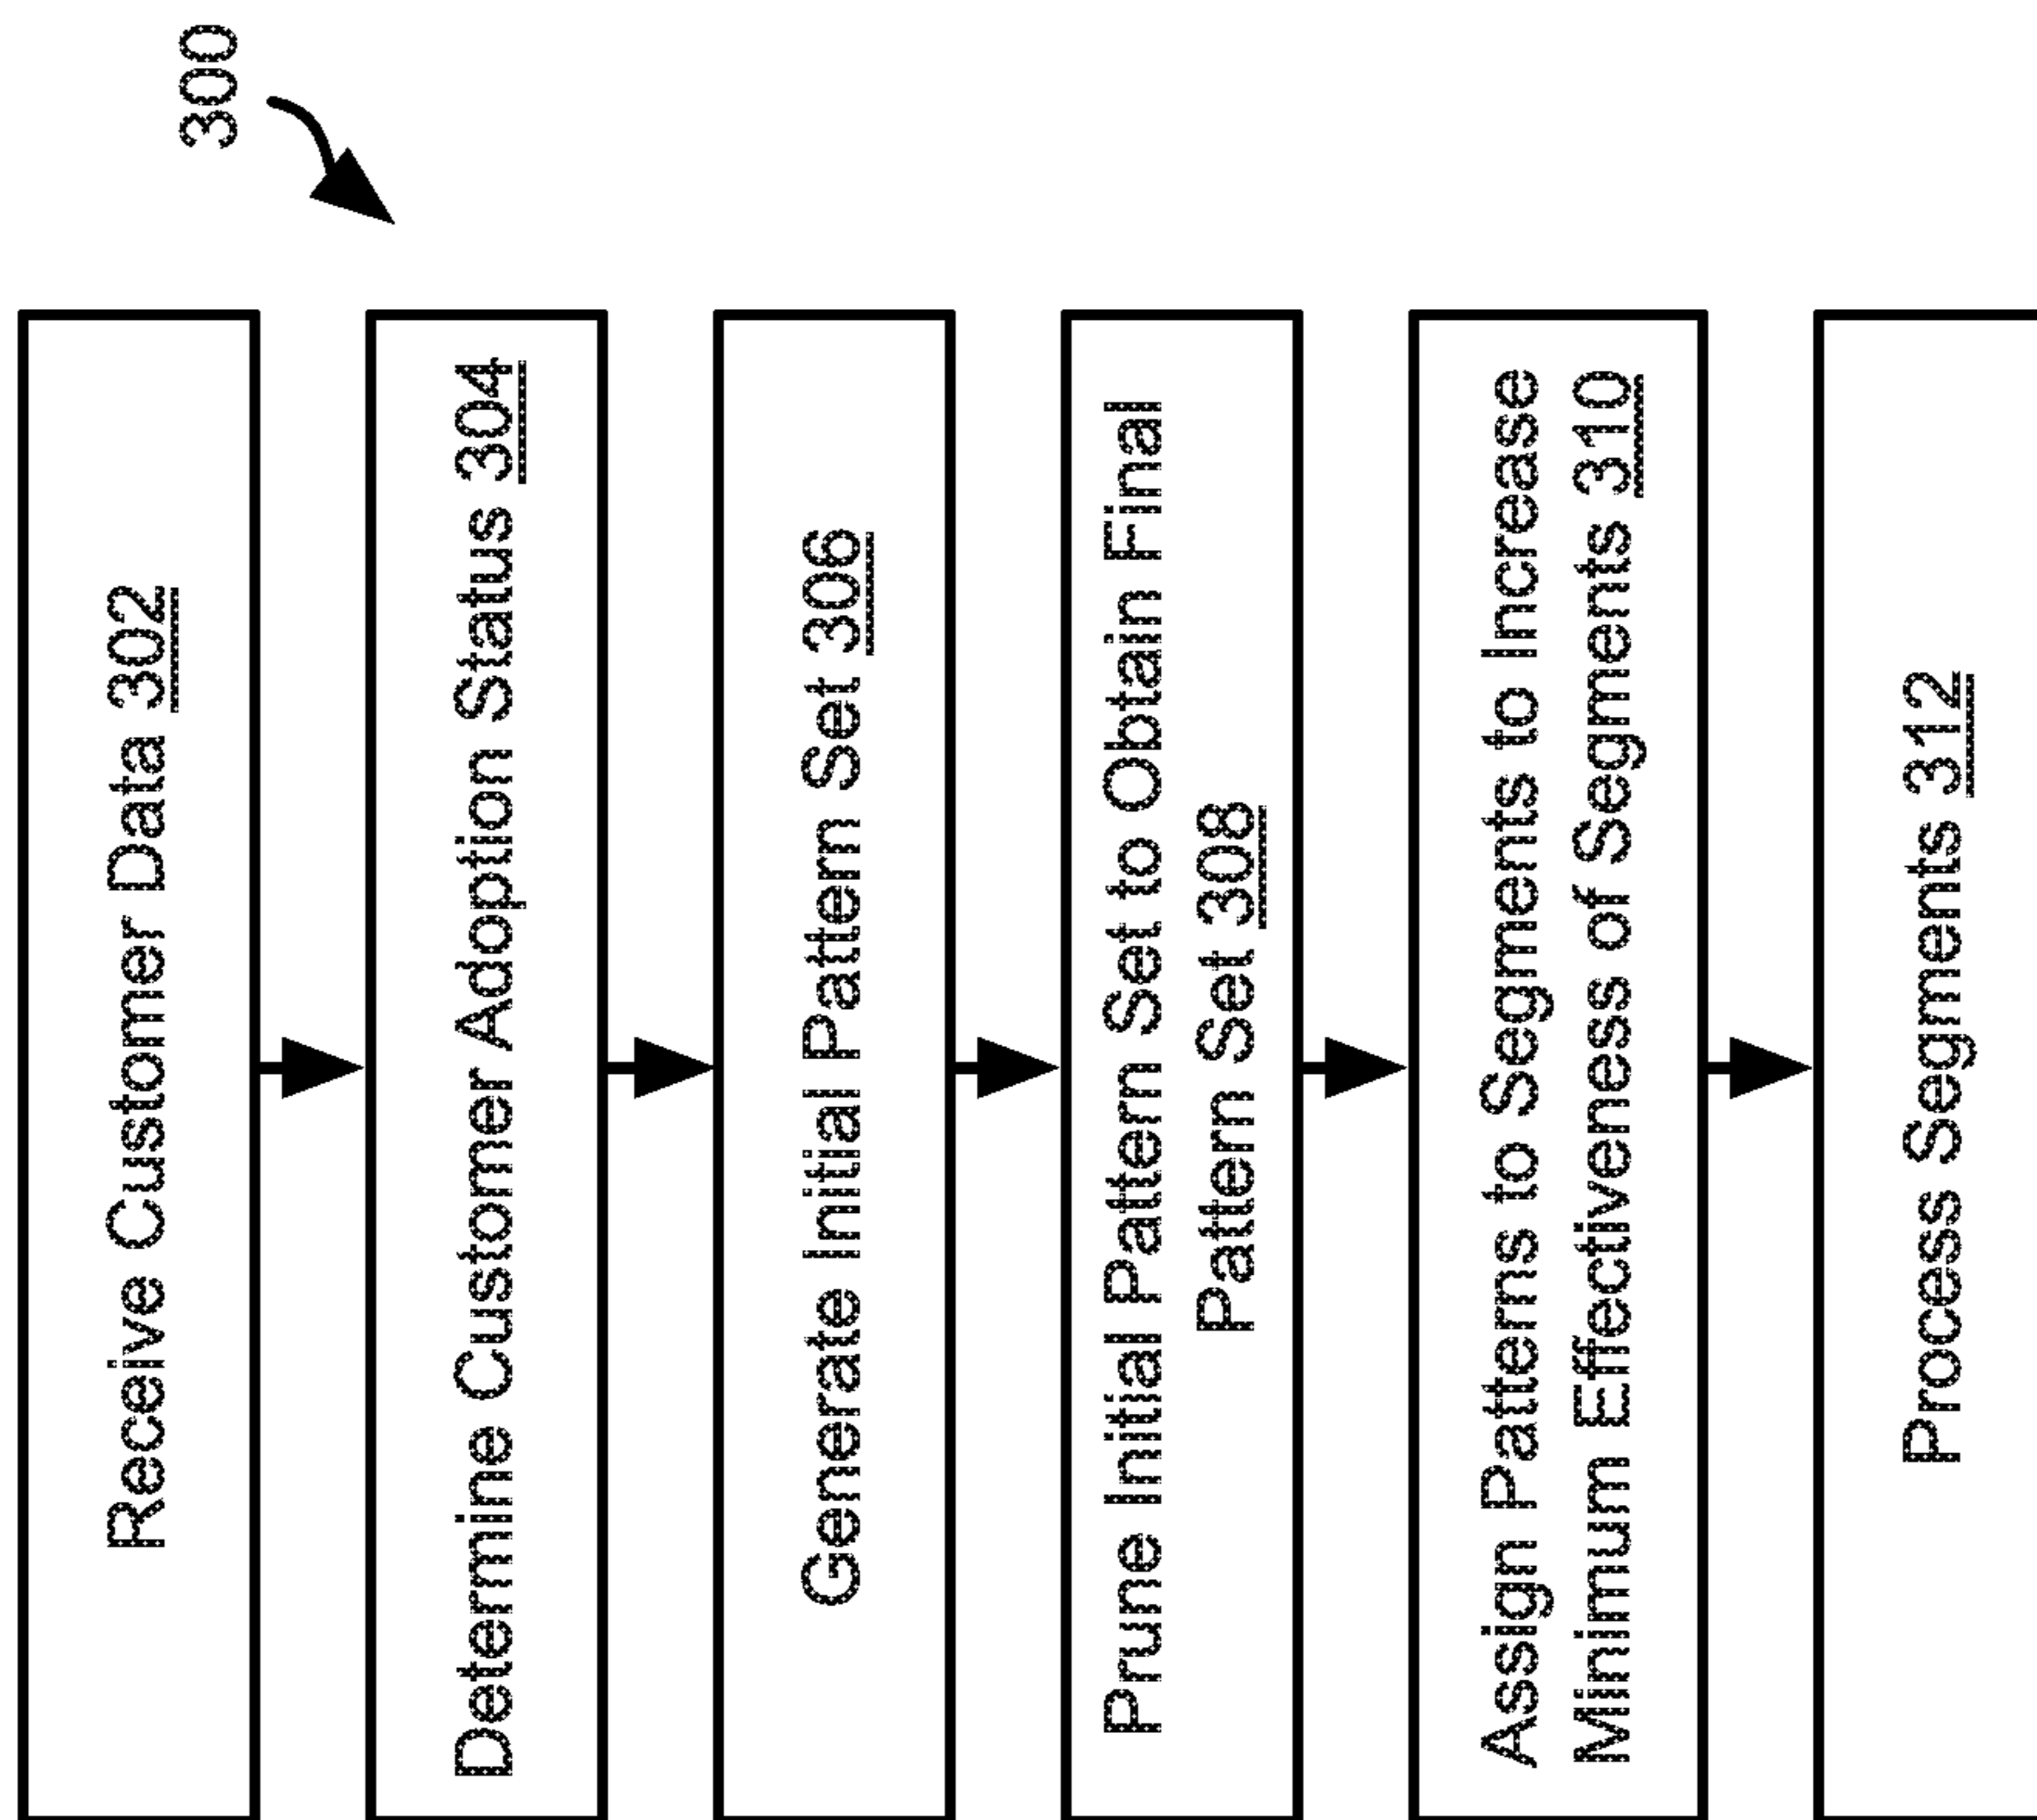 300
Receive Customer Data 302
Determine Customer Adoption Status 304
Generate Initial Pattern Set 306
Prune Initial Pattern Set to Obtain Final
Pattern Set 308
Assign Patterns to Segments to Increase
Minimum Effectiveness of Segments 310
Process Segments 312